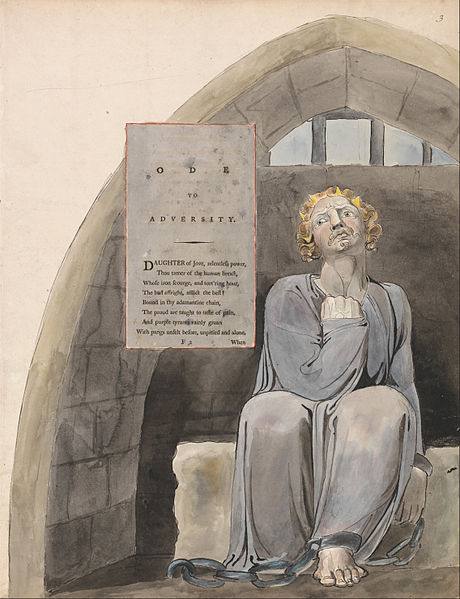 3
ODE
TO
ADVERSITY.
DAUGHTER of Jove, relentless power,
Thou tamer of the human breast,
Whose iron scourge, and tort'ring hour,
The bad affright, afflict the best!
Bound in thy adamantine chain,
The proud are taught to taste of pain,
And purple tyrants vainly groan
With pangs unfelt before, unpitied and alone.
F 2 When